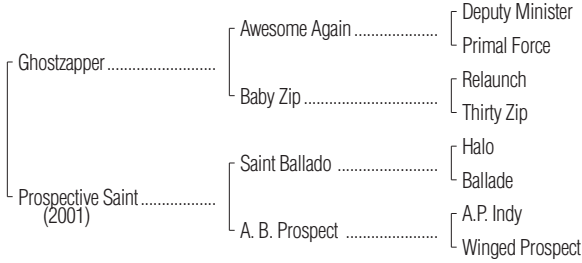 Deputy Minister
Awesome Again ....................
Primal Force
Ghostzapper ..........................
Relaunch
Baby Zip ................................
Thirty Zip
Halo
Saint Ballado ........................
Ballade
Prospective Saint ..................
(2001)
A.P. Indy
A. B. Prospect ......................
Winged Prospect